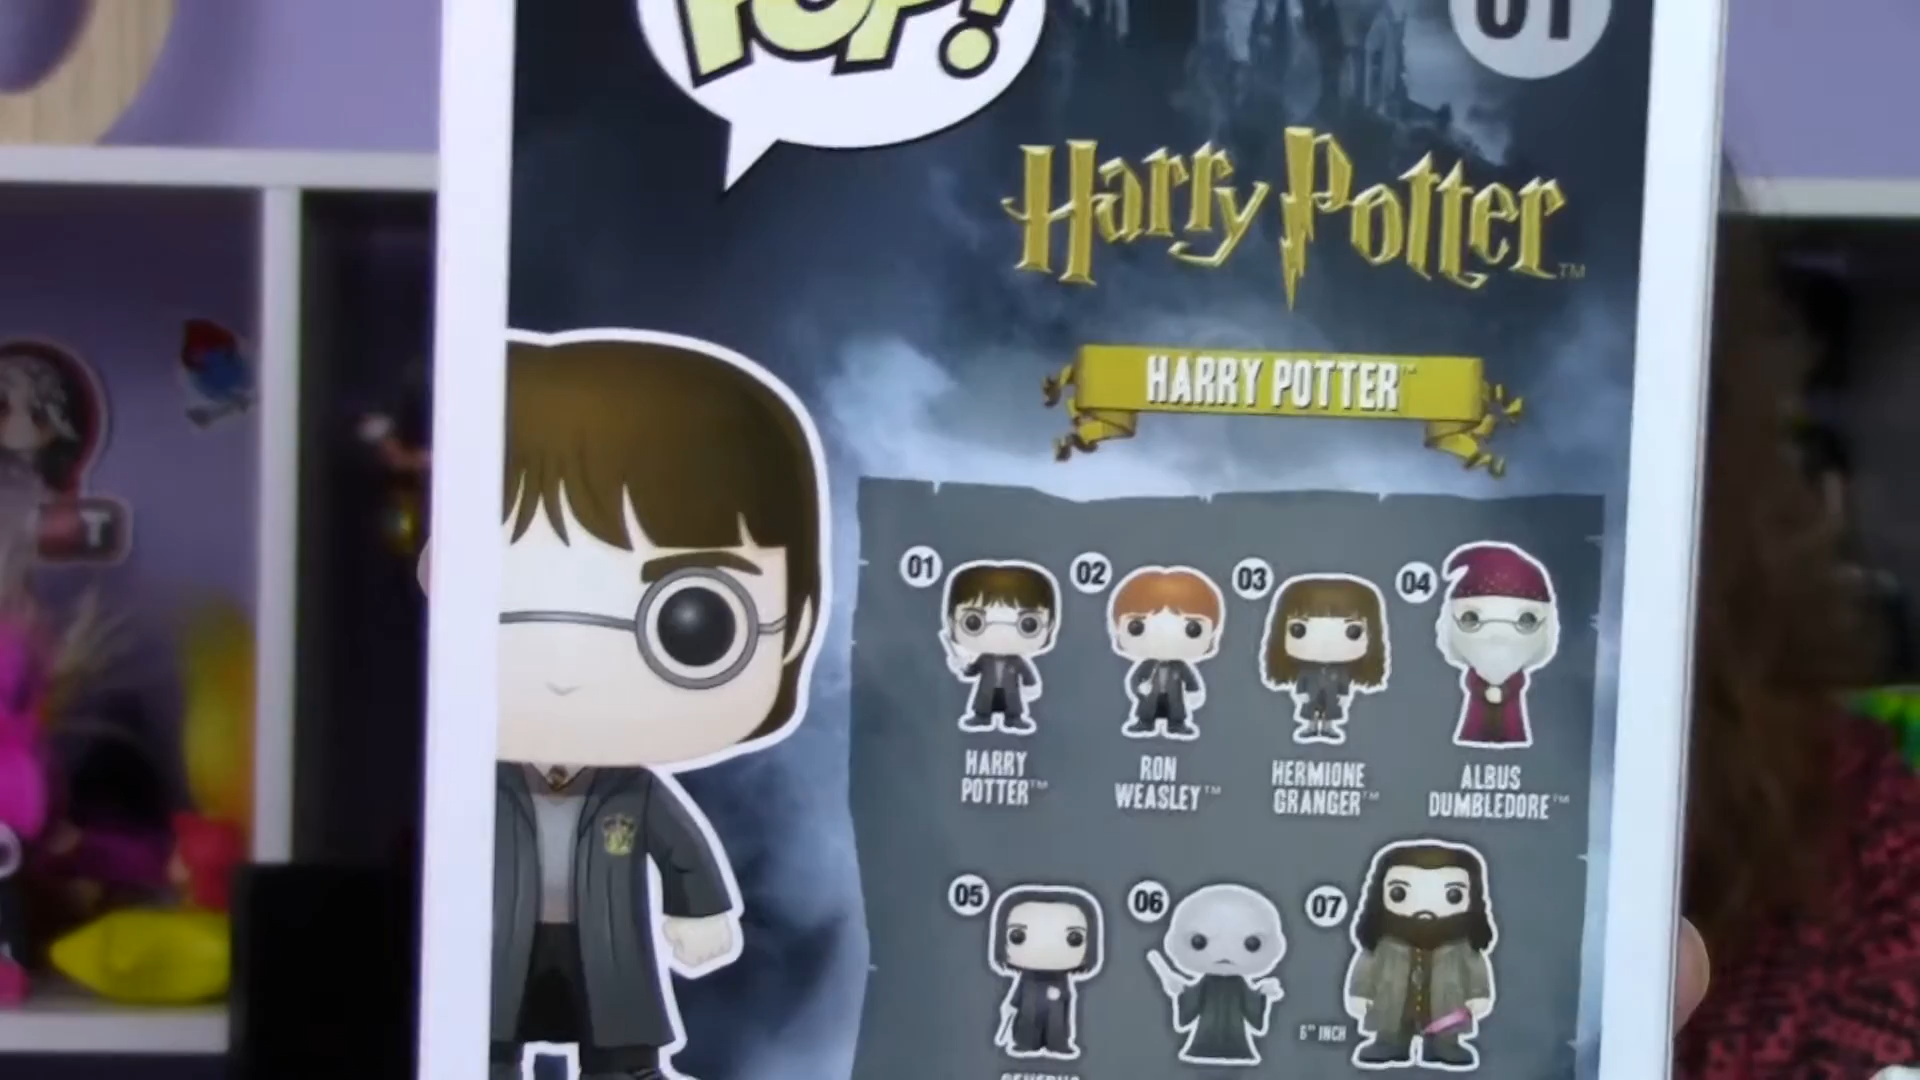 POP!
01
Harry Potter™
HARRY POTTER™
01
02
03
04
HARRY
POTTER™
RON
WEASLEY™
HERMIONE
GRANGER™
ALBUS
DUMBLEDORE™
05
06
07
6" INCH
T